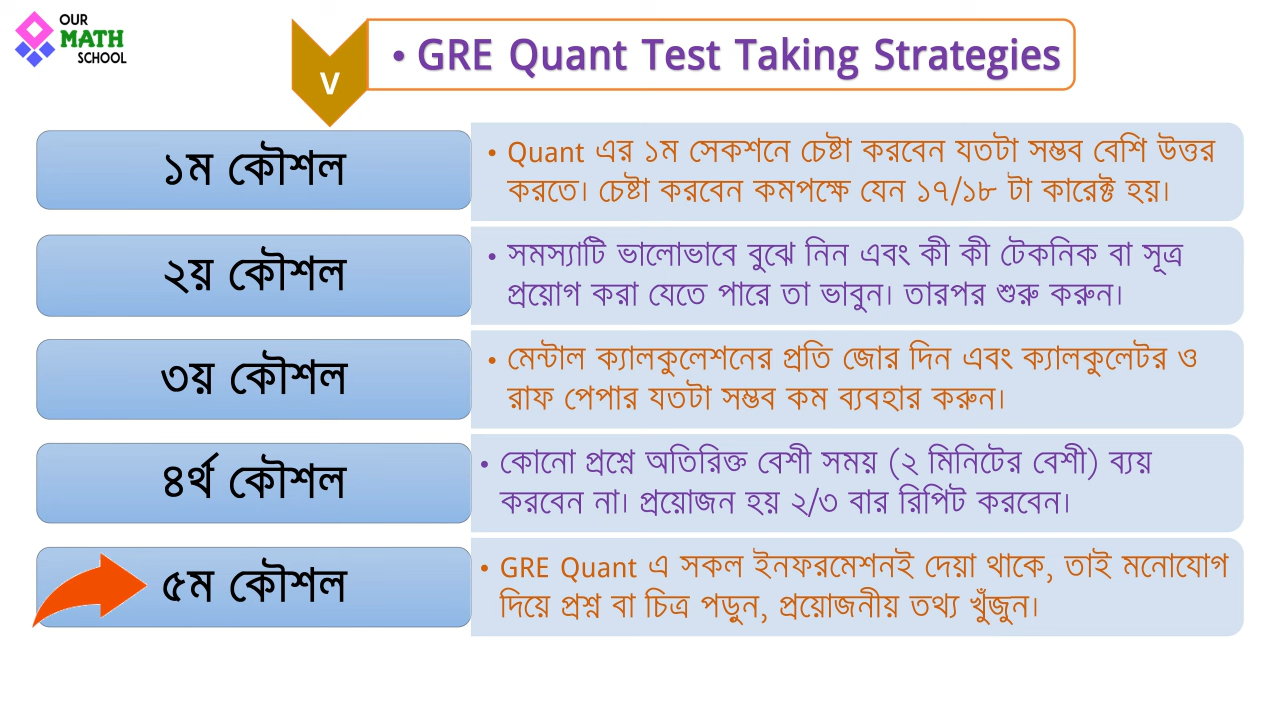 OUR
MATH
SCHOOL
V
• GRE Quant Test Taking Strategies
১ম কৌশল
• Quant এর ১ম সেকশনে চেষ্টা করবেন যতটা সম্ভব বেশি উত্তর
করতে। চেষ্টা করবেন কমপক্ষে যেন ১৭/১৮ টা কারেক্ট হয়।
২য় কৌশল
• সমস্যাটি ভালোভাবে বুঝে নিন এবং কী কী টেকনিক বা সূত্র
প্রয়োগ করা যেতে পারে তা ভাবুন। তারপর শুরু করুন।
৩য় কৌশল
• মেন্টাল ক্যালকুলেশনের প্রতি জোর দিন এবং ক্যালকুলেটর ও
রাফ পেপার যতটা সম্ভব কম ব্যবহার করুন।
৪র্থ কৌশল
• কোনো প্রশ্নে অতিরিক্ত বেশী সময় (২ মিনিটের বেশী) ব্যয়
করবেন না। প্রয়োজন হয় ২/৩ বার রিপিট করবেন।
৫ম কৌশল
• GRE Quant এ সকল ইনফরমেশনই দেয়া থাকে, তাই মনোযোগ
দিয়ে প্রশ্ন বা চিত্র পড়ুন, প্রয়োজনীয় তথ্য খুঁজুন।